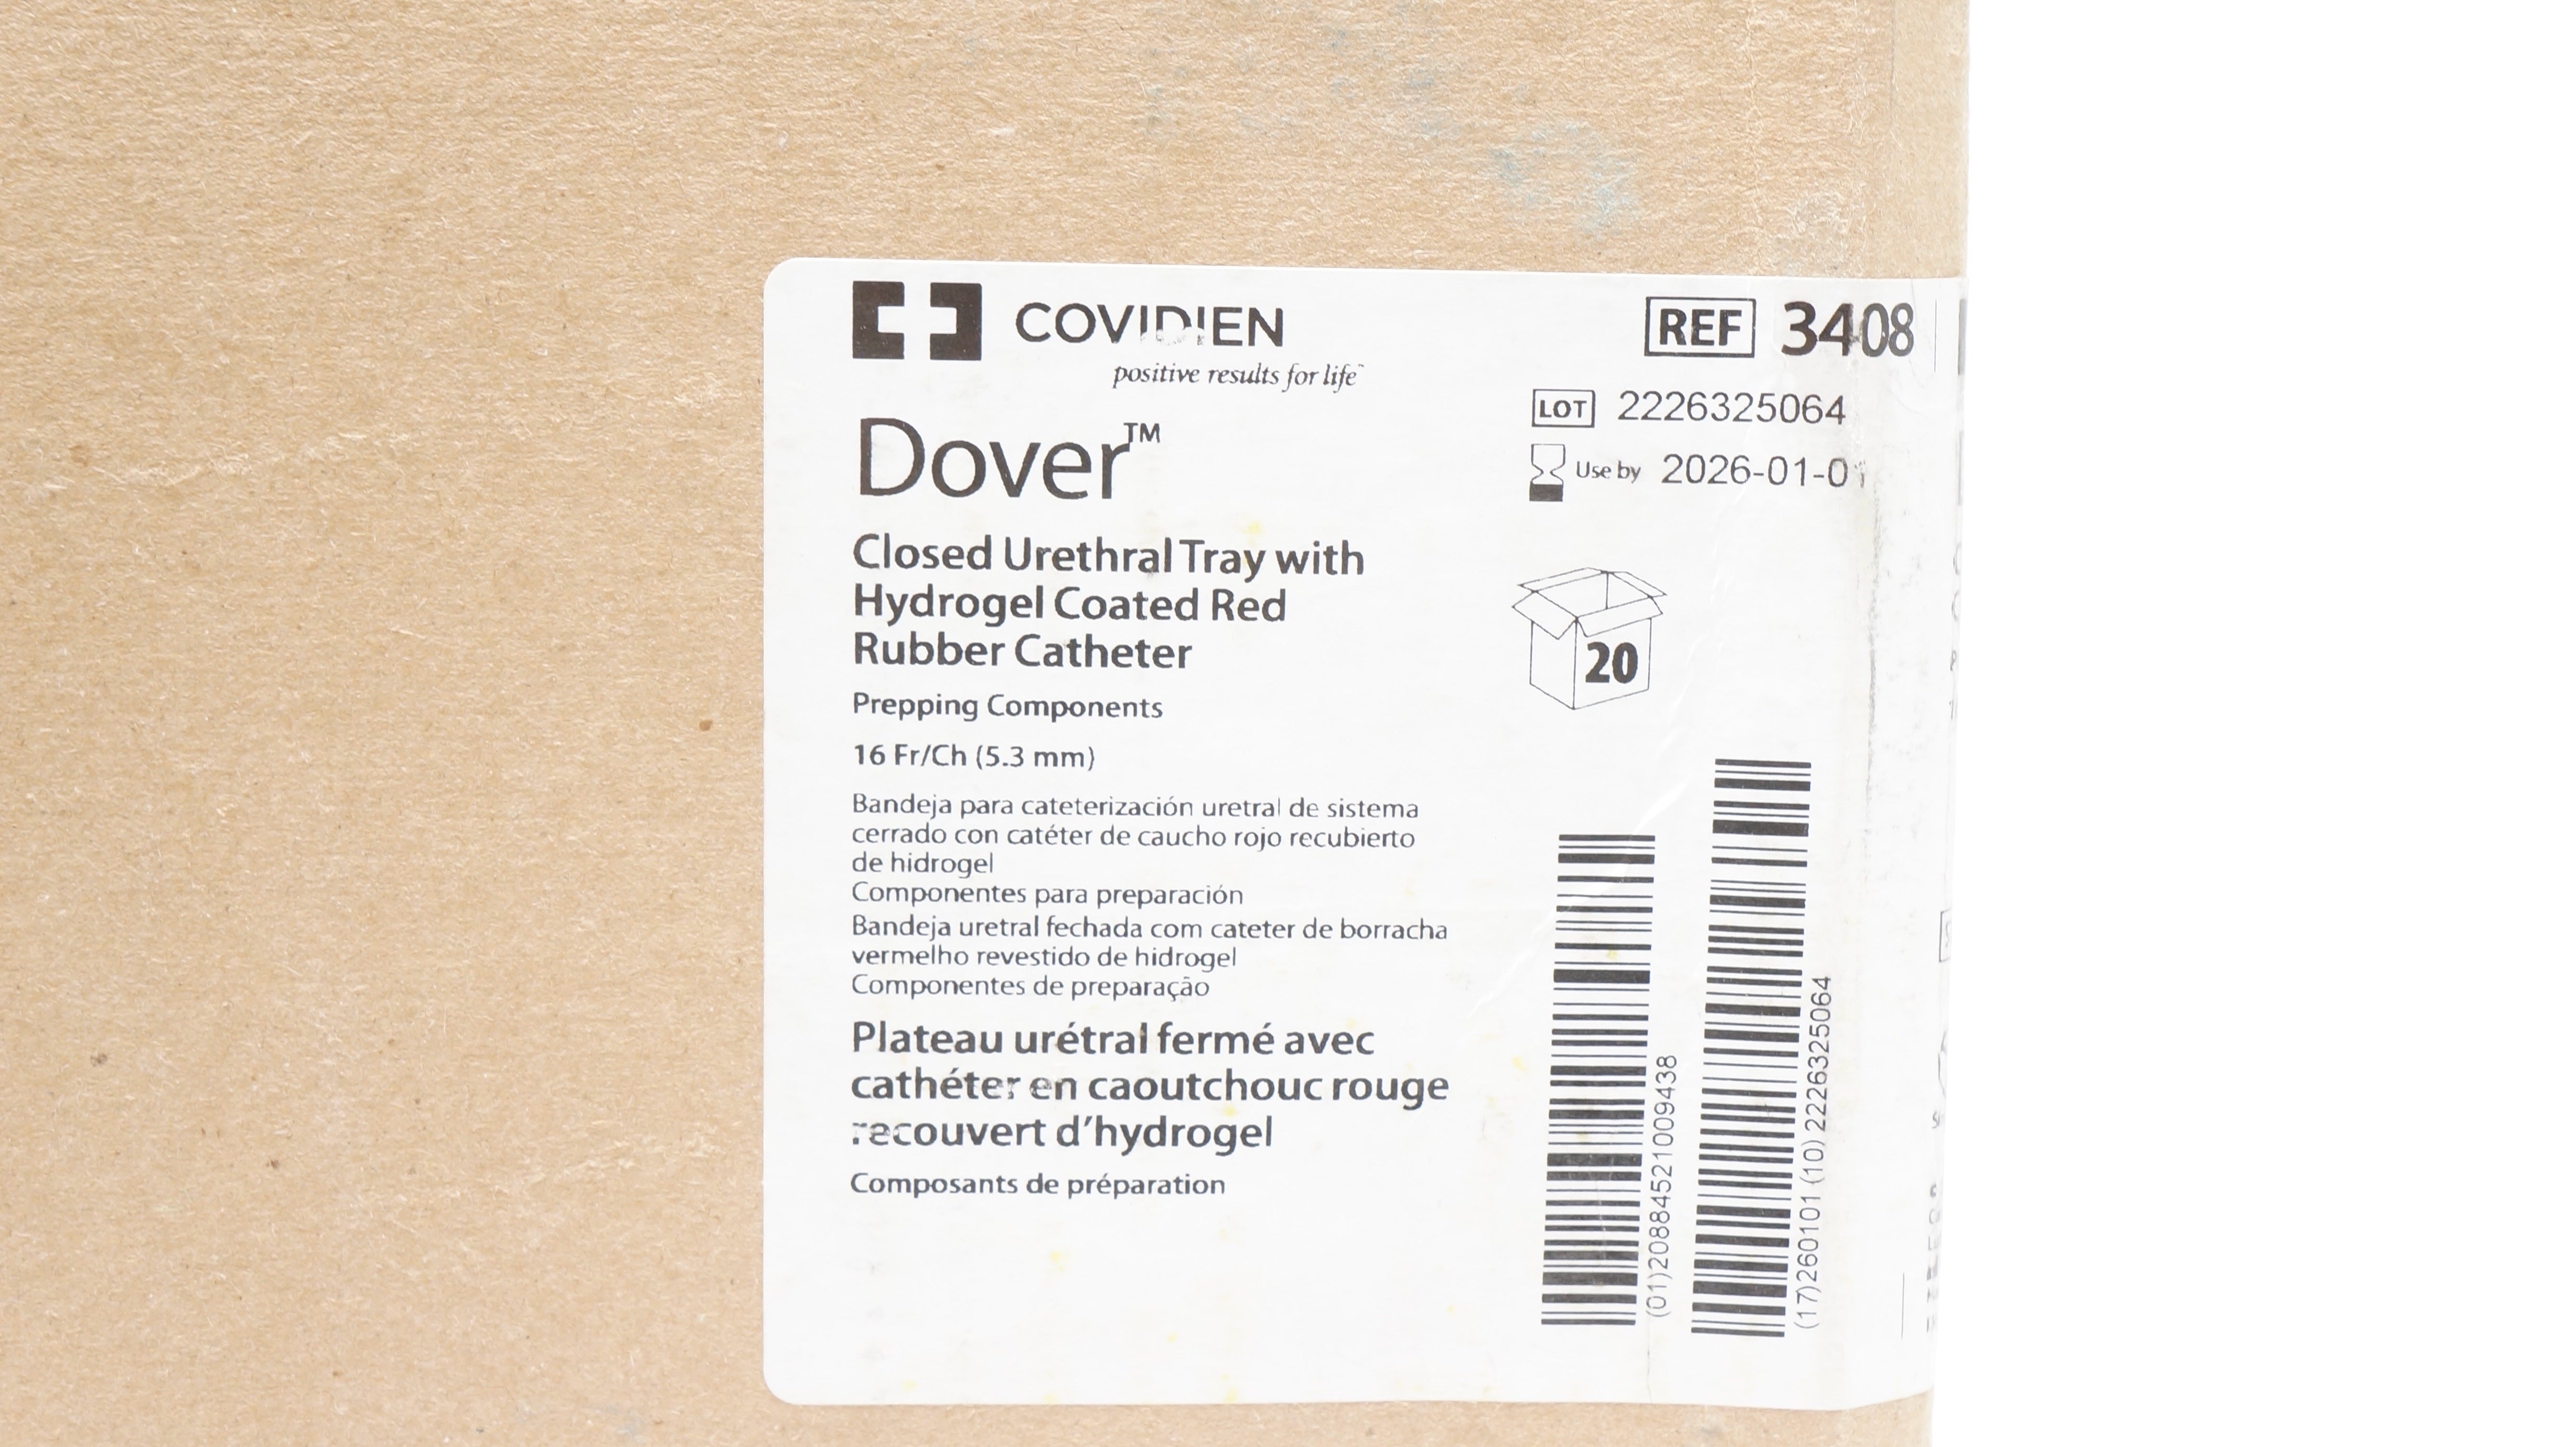 COVIDIEN
positive results for life™
REF 3408
Dover™
LOT 2226325064
Use by 2026-01-01
Closed Urethral Tray with
Hydrogel Coated Red
Rubber Catheter
20
Prepping Components
16 Fr/Ch (5.3 mm)
Bandeja para cateterización uretral de sistema
cerrado con catéter de caucho rojo recubierto
de hidrogel
Componentes para preparación
Bandeja uretral fechada com cateter de borracha
vermelho revestido de hidrogel
Componentes de preparação
Plateau urétral fermé avec
cathéter en caoutchouc rouge
recouvert d'hydrogel
Composants de préparation
(01)20884521009438
(17)260101 (10) 2226325064